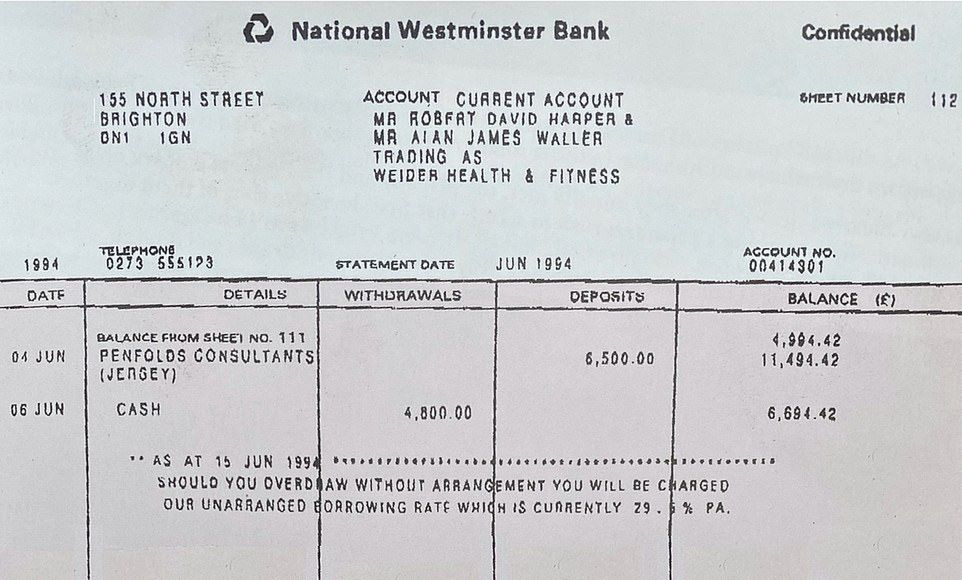 National Westminster Bank
Confidential
155 NORTH STREET
BRIGHTON
BN1 1GN
ACCOUNT CURRENT ACCOUNT
MR ROBERT DAVID HARPER &
MR ALAN JAMES WALLER
TRADING AS
WEIDER HEALTH & FITNESS
SHEET NUMBER 112
1994
TELEPHONE
0273 555123
STATEMENT DATE JUN 1994
ACCOUNT NO.
00414301
DATE DETAILS WITHDRAWALS DEPOSITS BALANCE (£)
BALANCE FROM SHEET NO. 111 4,994.42
04 JUN PENFOLDS CONSULTANTS 6,500.00 11,494.42
(JERSEY)
06 JUN CASH 4,800.00 6,694.42
** AS AT 15 JUN 1994 **********************************************
SHOULD YOU OVERDRAW WITHOUT ARRANGEMENT YOU WILL BE CHARGED
OUR UNARRANGED BORROWING RATE WHICH IS CURRENTLY 29.5 % PA.